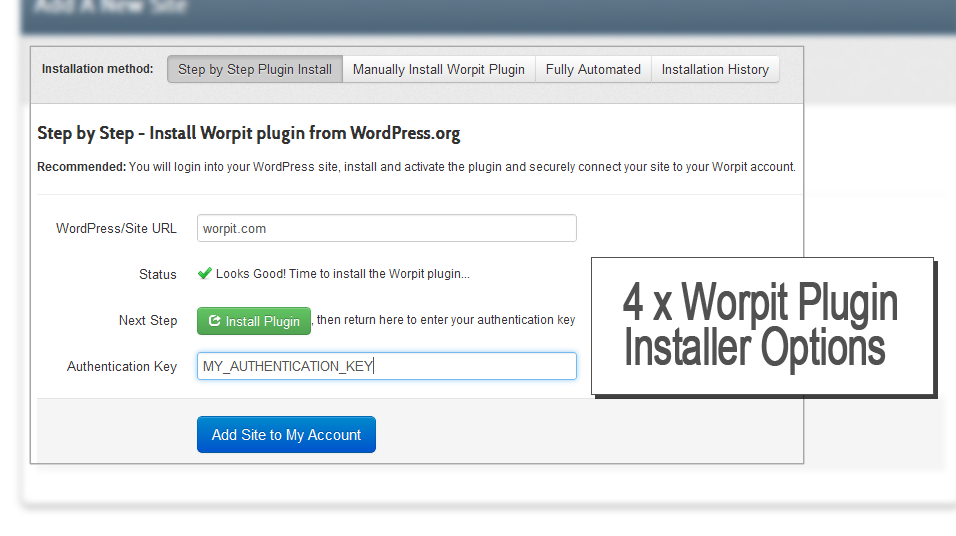 Add A New Site
Installation method: Step by Step Plugin Install Manually Install Worpit Plugin Fully Automated Installation History
Step by Step - Install Worpit plugin from WordPress.org
Recommended: You will login into your WordPress site, install and activate the plugin and securely connect your site to your Worpit account.
WordPress/Site URL worpit.com
Status Looks Good! Time to install the Worpit plugin...
Next Step Install Plugin , then return here to enter your authentication key
Authentication Key MY_AUTHENTICATION_KEY
Add Site to My Account
4 x Worpit Plugin
Installer Options